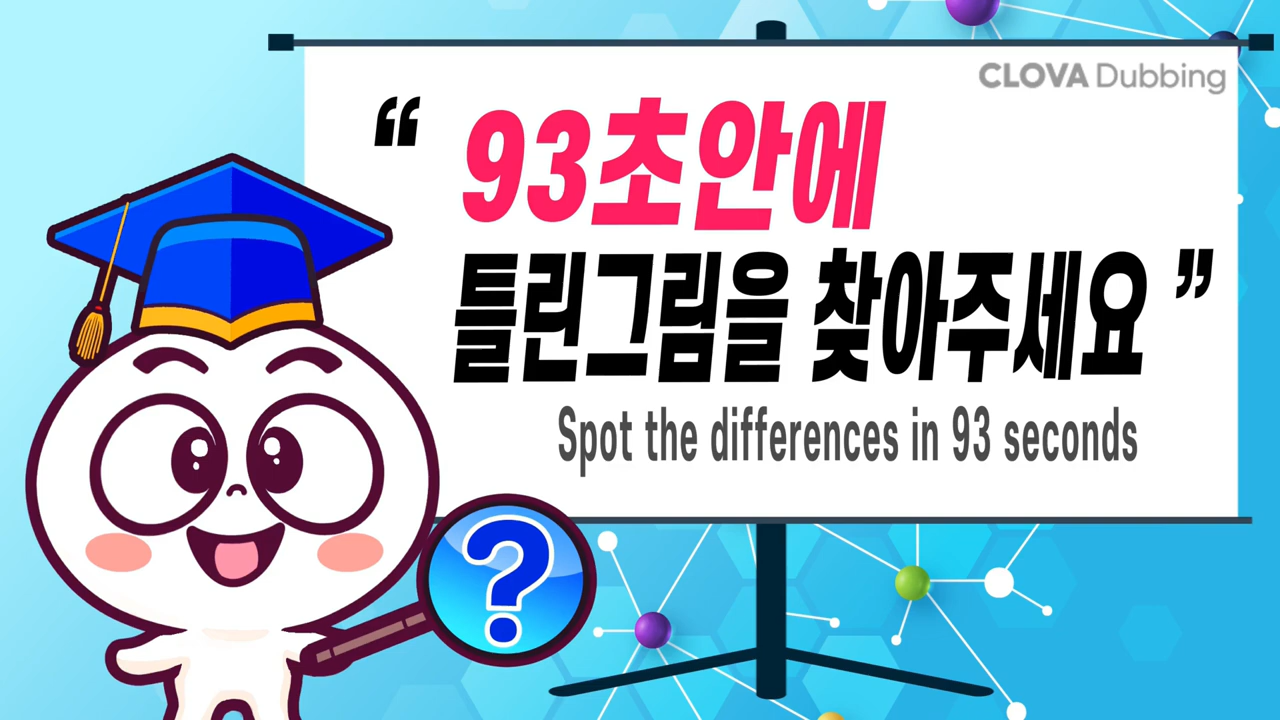 CLOVA Dubbing
“ 93초안에
틀린그림을 찾아주세요 ”
Spot the differences in 93 seconds
?